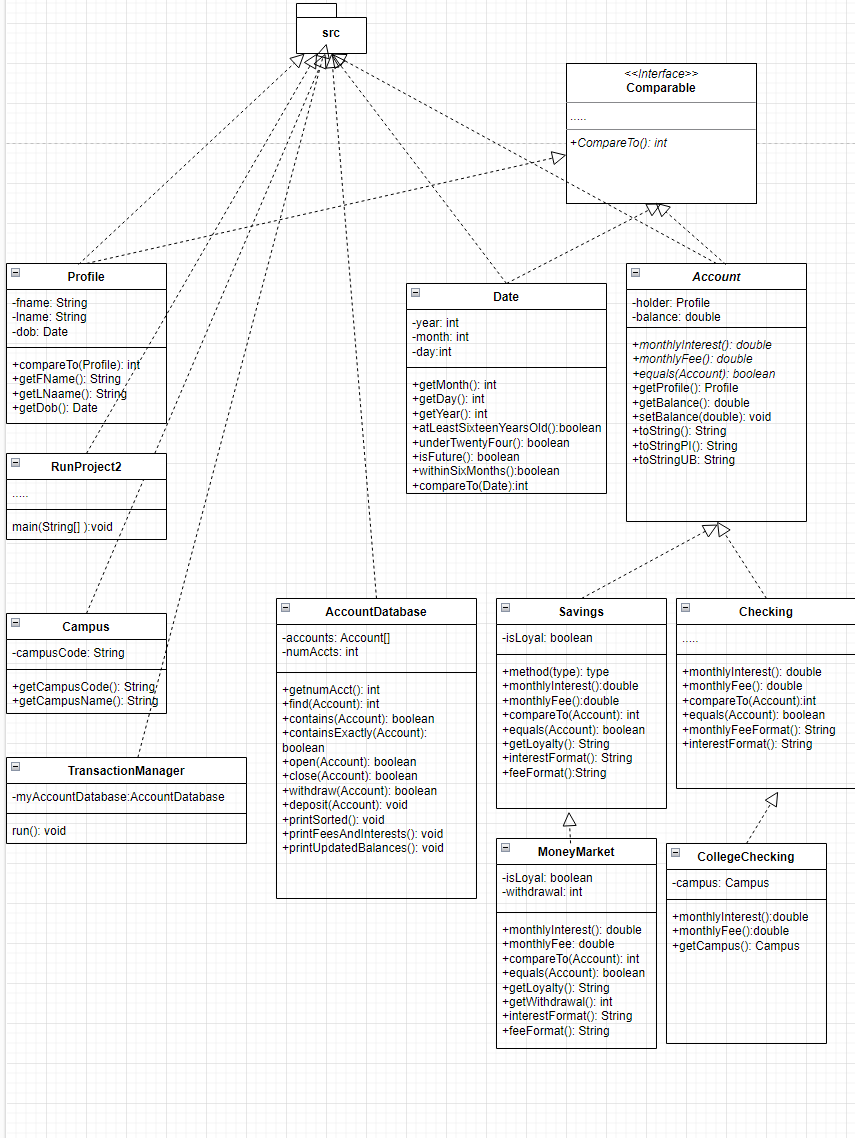 src
<<Interface>>
Comparable
.....
+CompareTo(): int
Profile
-fname: String
-lname: String
-dob: Date
+compareTo(Profile): int
+getFName(): String
+getLNaame(): String
+getDob(): Date
Date
-year: int
-month: int
-day:int
+getMonth(): int
+getDay(): int
+getYear(): int
+atLeastSixteenYearsOld():boolean
+underTwentyFour(): boolean
+isFuture(): boolean
+withinSixMonths():boolean
+compareTo(Date):int
Account
-holder: Profile
-balance: double
+monthlyInterest(): double
+monthlyFee(): double
+equals(Account): boolean
+getProfile(): Profile
+getBalance(): double
+setBalance(double): void
+toString(): String
+toStringPI(): String
+toStringUB: String
RunProject2
.....
main(String[] ):void
Campus
-campusCode: String
+getCampusCode(): String
+getCampusName(): String
TransactionManager
-myAccountDatabase:AccountDatabase
run(): void
AccountDatabase
-accounts: Account[]
-numAccts: int
+getnumAcct(): int
+find(Account): int
+contains(Account): boolean
+containsExactly(Account):
boolean
+open(Account): boolean
+close(Account): boolean
+withdraw(Account): boolean
+deposit(Account): void
+printSorted(): void
+printFeesAndInterests(): void
+printUpdatedBalances(): void
Savings
-isLoyal: boolean
+method(type): type
+monthlyInterest():double
+monthlyFee():double
+compareTo(Account): int
+equals(Account): boolean
+getLoyalty(): String
+interestFormat(): String
+feeFormat():String
Checking
.....
+monthlyInterest(): double
+monthlyFee(): double
+compareTo(Account):int
+equals(Account): boolean
+monthlyFeeFormat(): String
+interestFormat(): String
MoneyMarket
-isLoyal: boolean
-withdrawal: int
+monthlyInterest(): double
+monthlyFee: double
+compareTo(Account): int
+equals(Account): boolean
+getLoyalty(): String
+getWithdrawal(): int
+interestFormat(): String
+feeFormat(): String
CollegeChecking
-campus: Campus
+monthlyInterest():double
+monthlyFee():double
+getCampus(): Campus